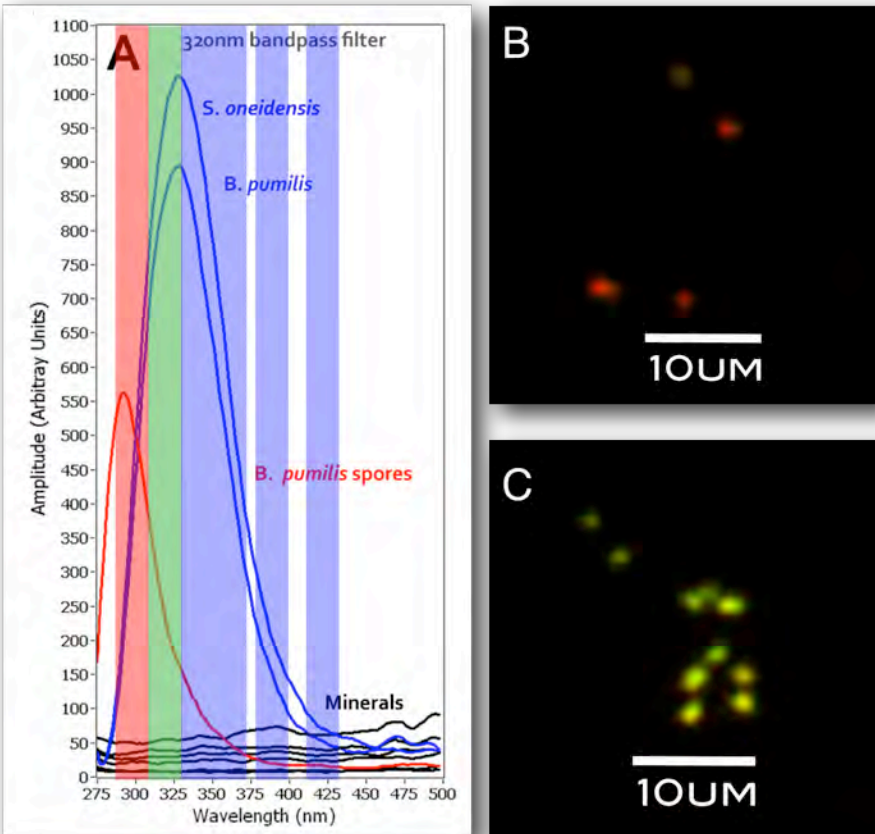 A
320nm bandpass filter
S. oneidensis
B. pumilis
B. pumilis spores
Minerals
Amplitude (Arbitray Units)
1100
1050
1000
950
900
850
800
750
700
650
600
550
500
450
400
350
300
250
200
150
100
50
0
275 300 325 350 375 400 425 450 475 500
Wavelength (nm)
B
10UM
C
10UM